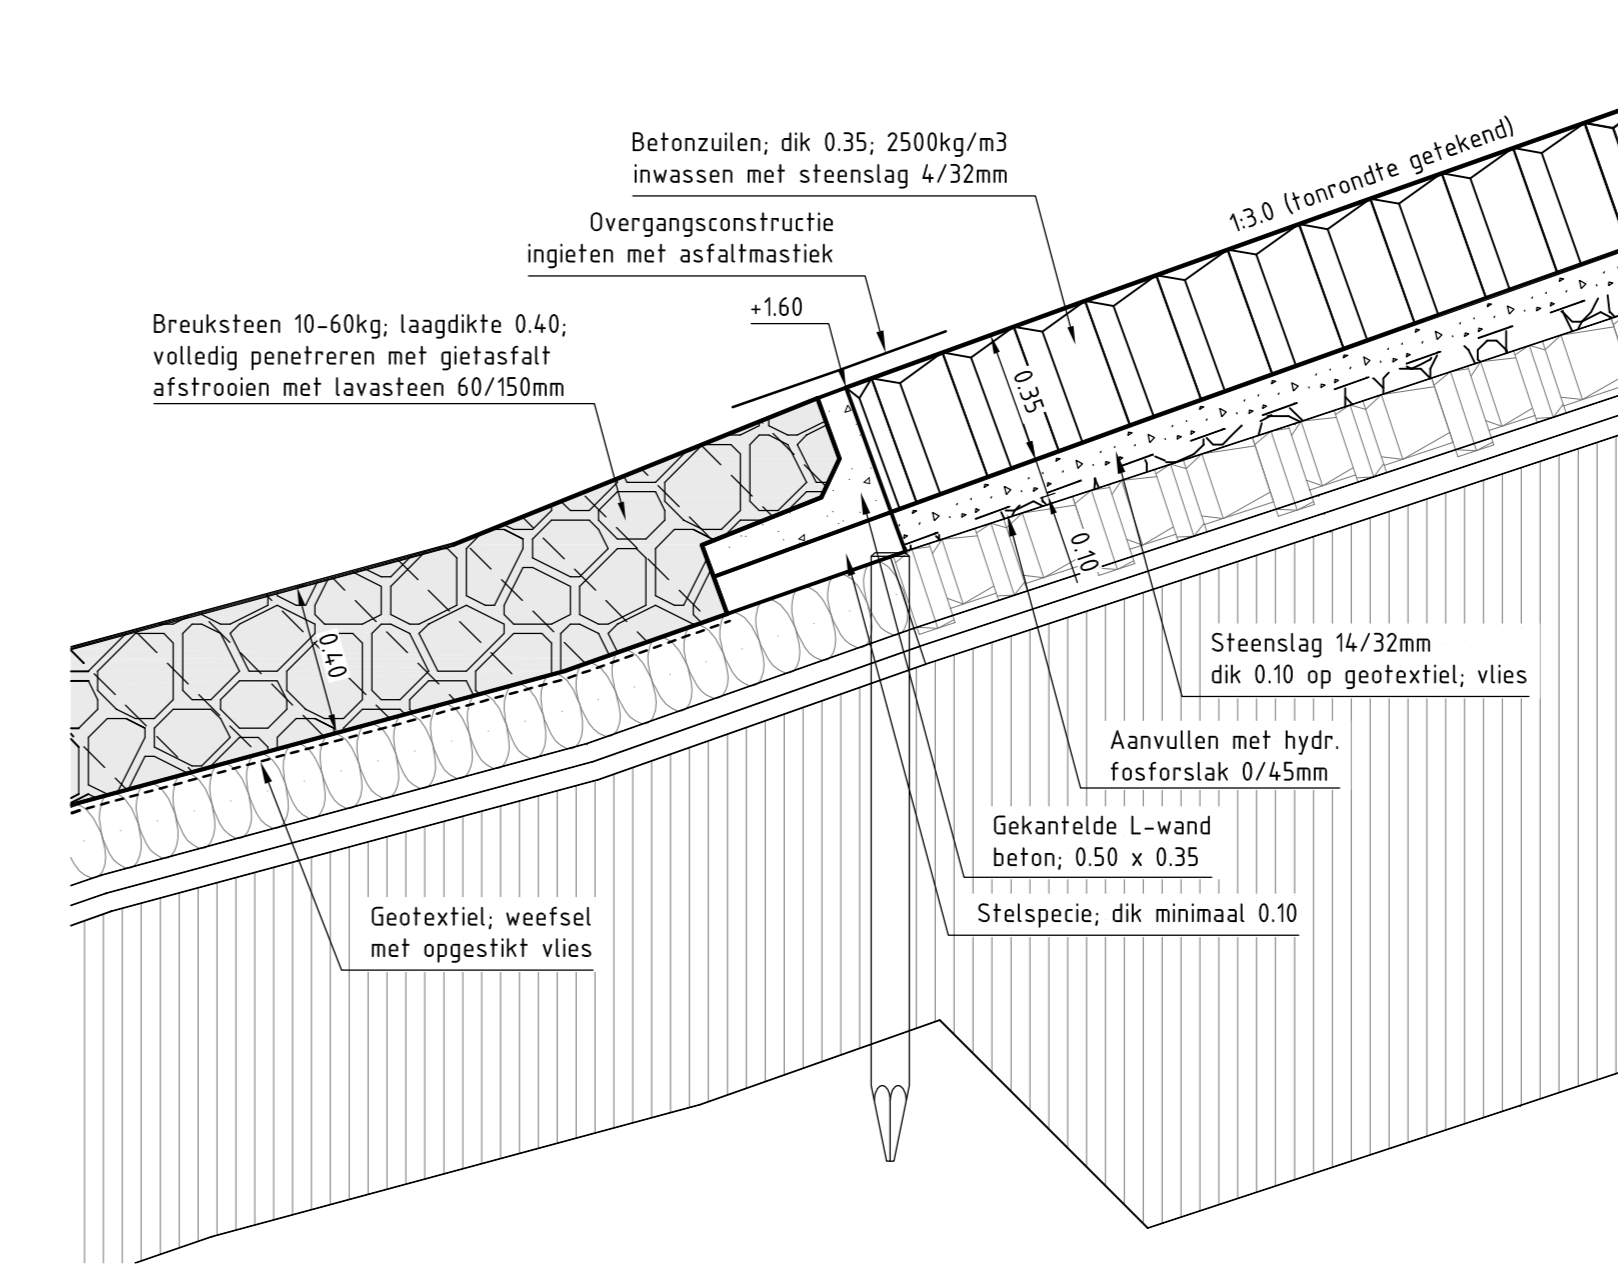 1:3.0 (tonrondte getekend)
Betonzuilen; dik 0.35; 2500kg/m3
inwassen met steenslag 4/32mm
Overgangsconstructie
ingieten met asfaltmastiek
+1.60
Breuksteen 10-60kg; laagdikte 0.40;
volledig penetreren met gietasfalt
afstrooien met lavasteen 60/150mm
0.35
0.10
0.40
Steenslag 14/32mm
dik 0.10 op geotextiel; vlies
Aanvullen met hydr.
fosforslak 0/45mm
Gekantelde L-wand
beton; 0.50 x 0.35
Stelspecie; dik minimaal 0.10
Geotextiel; weefsel
met opgestikt vlies